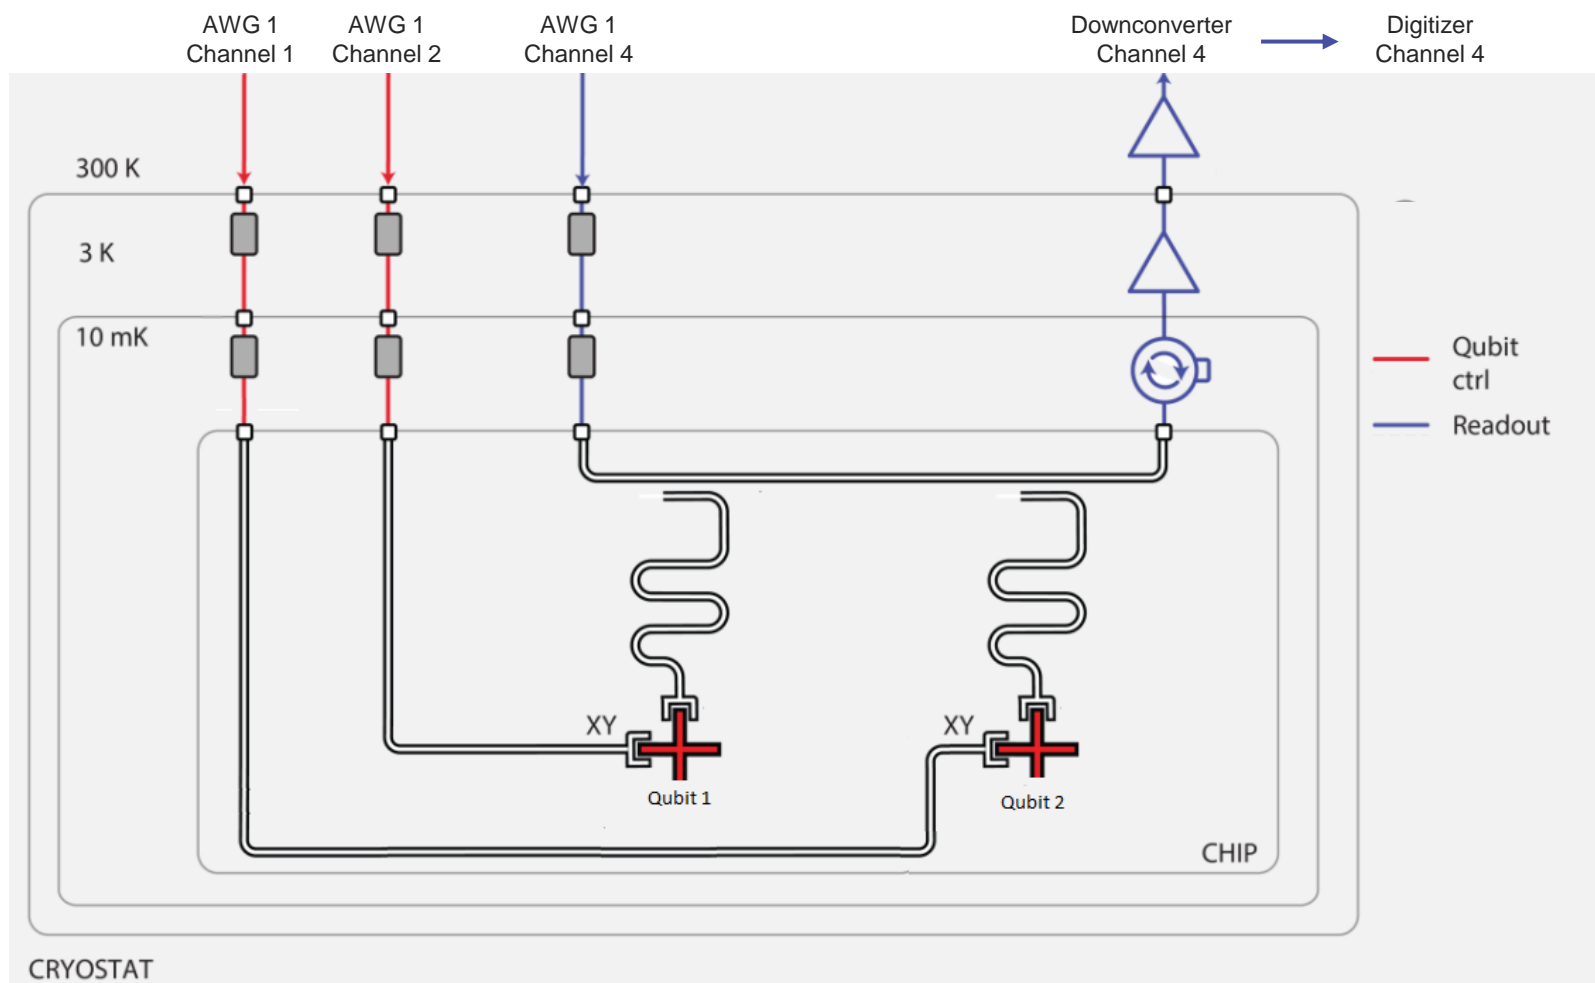 AWG 1
Channel 1
AWG 1
Channel 2
AWG 1
Channel 4
Downconverter
Channel 4
Digitizer
Channel 4
300 K
3 K
10 mK
Qubit
ctrl
Readout
XY
XY
Qubit 1
Qubit 2
CHIP
CRYOSTAT